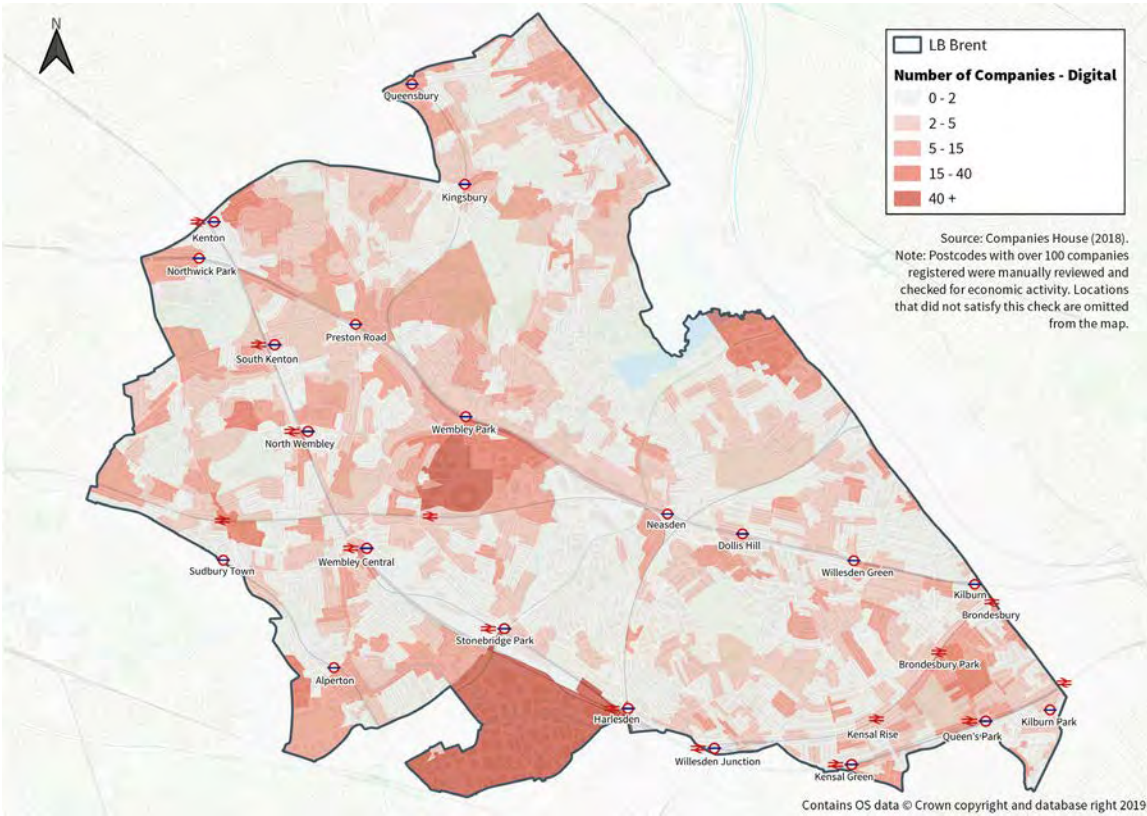 N
LB Brent
Number of Companies - Digital
0 - 2
2 - 5
5 - 15
15 - 40
40 +
Source: Companies House (2018).
Note: Postcodes with over 100 companies
registered were manually reviewed and
checked for economic activity. Locations
that did not satisfy this check are omitted
from the map.
Queensbury
Kingsbury
Kenton
Northwick Park
Preston Road
South Kenton
Wembley Park
North Wembley
Neasden
Dollis Hill
Sudbury Town
Wembley Central
Willesden Green
Kilburn
Brondesbury
Stonebridge Park
Brondesbury Park
Alperton
Harlesden
Kensal Rise
Queen's Park
Kilburn Park
Willesden Junction
Kensal Green
Contains OS data © Crown copyright and database right 2019